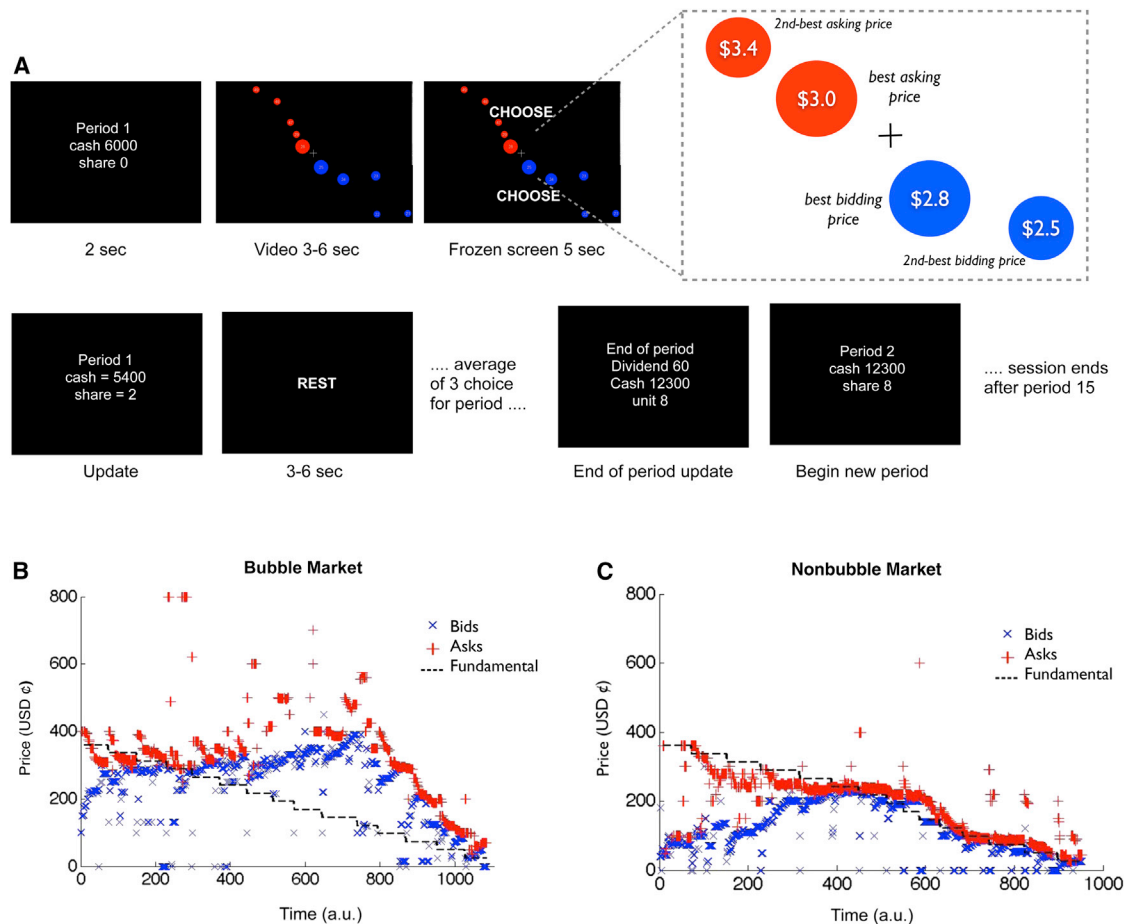 A
Period 1
cash 6000
share 0
2 sec
Video 3-6 sec
CHOOSE
CHOOSE
Frozen screen 5 sec
2nd-best asking price
$3.4
$3.0
best asking
price
best bidding
price
$2.8
$2.5
2nd-best bidding price
Period 1
cash = 5400
share = 2
Update
REST
3-6 sec
.... average
of 3 choice
for period ....
End of period
Dividend 60
Cash 12300
unit 8
End of period update
Period 2
cash 12300
share 8
Begin new period
.... session ends
after period 15
B
Bubble Market
800
600
400
200
0
Price (USD ¢)
Bids
Asks
Fundamental
0
200
400
600
800
1000
Time (a.u.)
C
Nonbubble Market
800
600
400
200
0
Price (USD ¢)
Bids
Asks
Fundamental
0
200
400
600
800
1000
Time (a.u.)